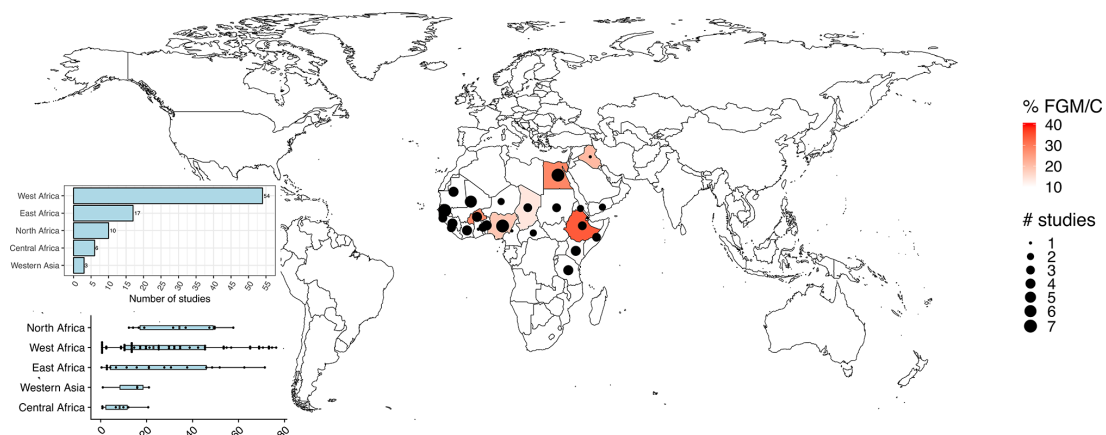 % FGM/C
40
30
20
10
# studies
1
2
3
4
5
6
7
West Africa 54
East Africa 17
North Africa 10
Central Africa 6
Western Asia 3
0 5 10 15 20 25 30 35 40 45 50 55
Number of studies
North Africa
West Africa
East Africa
Western Asia
Central Africa
0 20 40 60 80